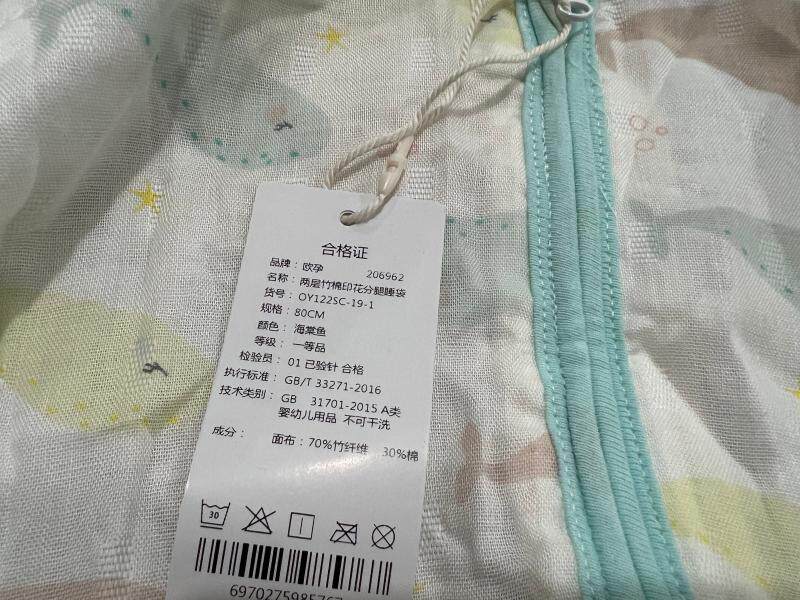 合格证
品牌：欧孕 206962
名称：两层竹棉印花分腿睡袋
货号：OY122SC-19-1
规格：80CM
颜色：海棠鱼
等级：一等品
检验员：01 已验针 合格
执行标准：GB/T 33271-2016
技术类别：GB 31701-2015 A类
婴幼儿用品 不可干洗
成分： 面布：70%竹纤维 30%棉
30